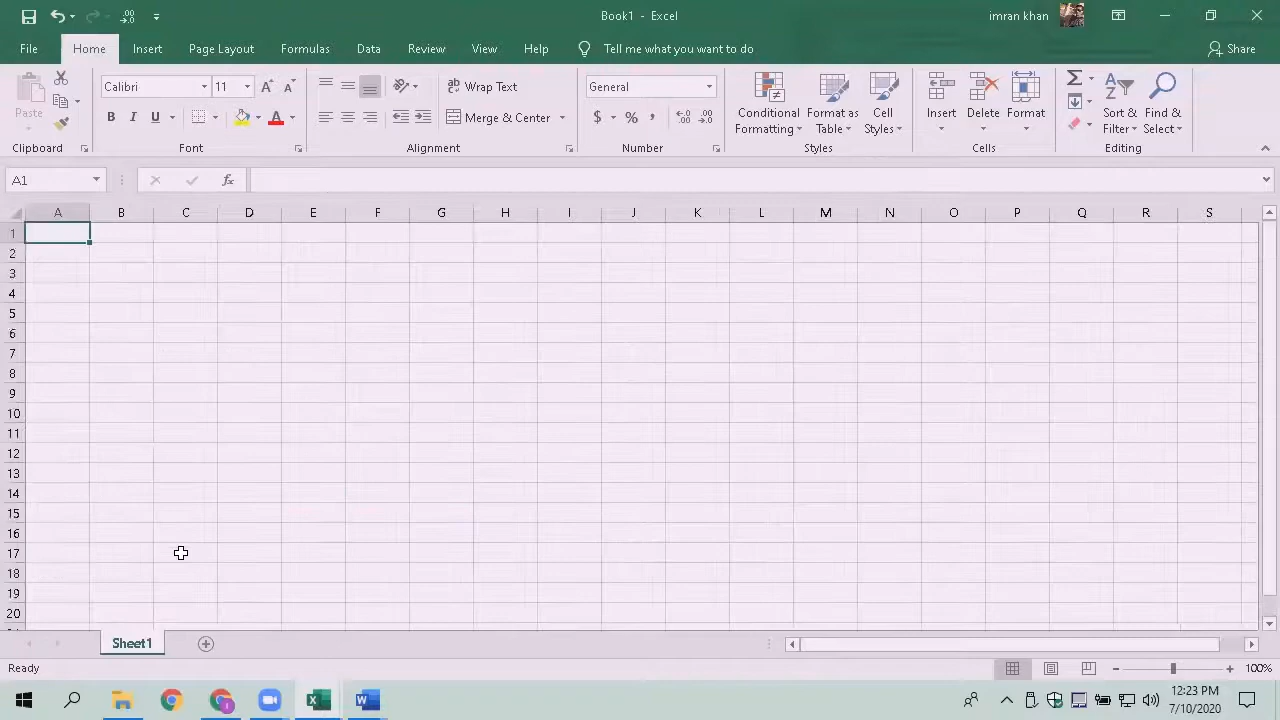 Book1 - Excel
imran khan
File Home Insert Page Layout Formulas Data Review View Help Tell me what you want to do Share
Paste
Calibri 11
B I U
Wrap Text
Merge & Center
General
$ % ,
Conditional Formatting
Format as Table
Cell Styles
Insert Delete Format
Sort & Filter
Find & Select
Clipboard Font Alignment Number Styles Cells Editing
A1 fx
A B C D E F G H I J K L M N O P Q R S
1
2
3
4
5
6
7
8
9
10
11
12
13
14
15
16
17
18
19
20
Sheet1
Ready 100%
12:23 PM
7/10/2020